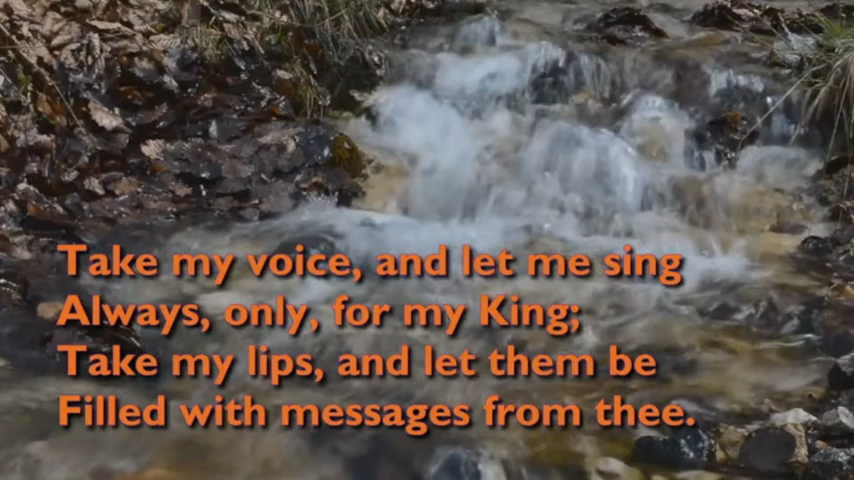 Take my voice, and let me sing
Always, only, for my King;
Take my lips, and let them be
Filled with messages from thee.